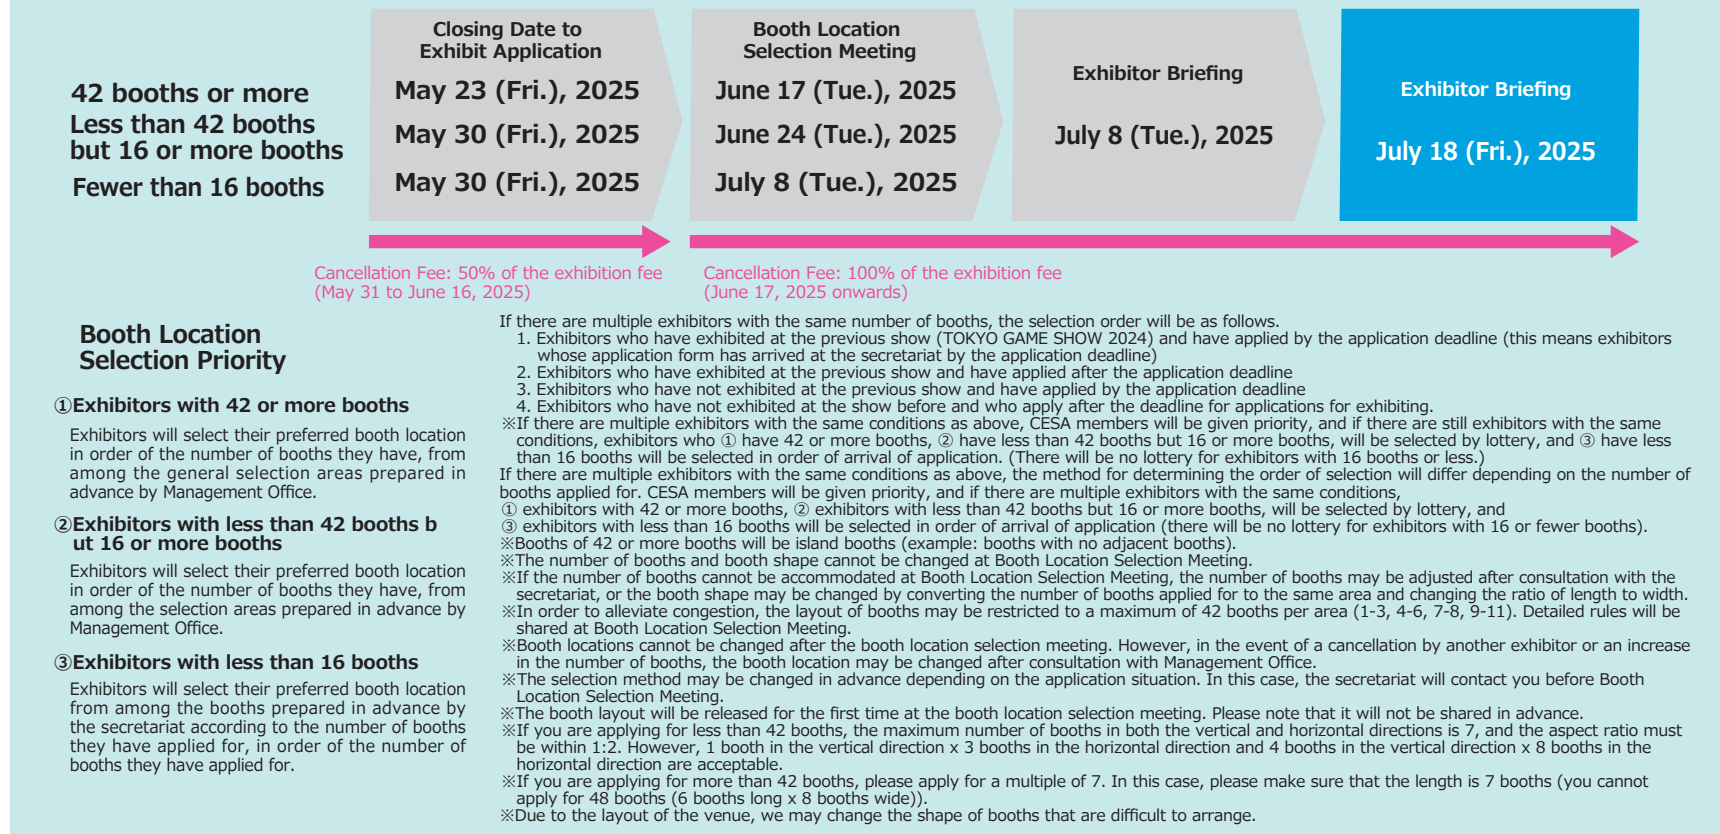 Closing Date to
Exhibit Application
Booth Location
Selection Meeting
Exhibitor Briefing
Exhibitor Briefing
42 booths or more
May 23 (Fri.), 2025
June 17 (Tue.), 2025
Less than 42 booths
but 16 or more booths
May 30 (Fri.), 2025
June 24 (Tue.), 2025
July 8 (Tue.), 2025
July 18 (Fri.), 2025
Fewer than 16 booths
May 30 (Fri.), 2025
July 8 (Tue.), 2025
Cancellation Fee: 50% of the exhibition fee
(May 31 to June 16, 2025)
Cancellation Fee: 100% of the exhibition fee
(June 17, 2025 onwards)
Booth Location
Selection Priority
①Exhibitors with 42 or more booths
Exhibitors will select their preferred booth location
in order of the number of booths they have, from
among the general selection areas prepared in
advance by Management Office.
②Exhibitors with less than 42 booths b
ut 16 or more booths
Exhibitors will select their preferred booth location
in order of the number of booths they have, from
among the selection areas prepared in advance by
Management Office.
③Exhibitors with less than 16 booths
Exhibitors will select their preferred booth location
from among the booths prepared in advance by
the secretariat according to the number of booths
they have applied for, in order of the number of
booths they have applied for.
If there are multiple exhibitors with the same number of booths, the selection order will be as follows.
1. Exhibitors who have exhibited at the previous show (TOKYO GAME SHOW 2024) and have applied by the application deadline (this means exhibitors
whose application form has arrived at the secretariat by the application deadline)
2. Exhibitors who have exhibited at the previous show and have applied after the application deadline
3. Exhibitors who have not exhibited at the previous show and have applied by the application deadline
4. Exhibitors who have not exhibited at the show before and who apply after the deadline for applications for exhibiting.
※If there are multiple exhibitors with the same conditions as above, CESA members will be given priority, and if there are still exhibitors with the same
conditions, exhibitors who ① have 42 or more booths, ② have less than 42 booths but 16 or more booths, will be selected by lottery, and ③ have less
than 16 booths will be selected in order of arrival of application. (There will be no lottery for exhibitors with 16 booths or less.)
If there are multiple exhibitors with the same conditions as above, the method for determining the order of selection will differ depending on the number of
booths applied for. CESA members will be given priority, and if there are multiple exhibitors with the same conditions,
① exhibitors with 42 or more booths, ② exhibitors with less than 42 booths but 16 or more booths, will be selected by lottery, and
③ exhibitors with less than 16 booths will be selected in order of arrival of application (there will be no lottery for exhibitors with 16 or fewer booths).
※Booths of 42 or more booths will be island booths (example: booths with no adjacent booths).
※The number of booths and booth shape cannot be changed at Booth Location Selection Meeting.
※If the number of booths cannot be accommodated at Booth Location Selection Meeting, the number of booths may be adjusted after consultation with the
secretariat, or the booth shape may be changed by converting the number of booths applied for to the same area and changing the ratio of length to width.
※In order to alleviate congestion, the layout of booths may be restricted to a maximum of 42 booths per area (1-3, 4-6, 7-8, 9-11). Detailed rules will be
shared at Booth Location Selection Meeting.
※Booth locations cannot be changed after the booth location selection meeting. However, in the event of a cancellation by another exhibitor or an increase
in the number of booths, the booth location may be changed after consultation with Management Office.
※The selection method may be changed in advance depending on the application situation. In this case, the secretariat will contact you before Booth
Location Selection Meeting.
※The booth layout will be released for the first time at the booth location selection meeting. Please note that it will not be shared in advance.
※If you are applying for less than 42 booths, the maximum number of booths in both the vertical and horizontal directions is 7, and the aspect ratio must
be within 1:2. However, 1 booth in the vertical direction x 3 booths in the horizontal direction and 4 booths in the vertical direction x 8 booths in the
horizontal direction are acceptable.
※If you are applying for more than 42 booths, please apply for a multiple of 7. In this case, please make sure that the length is 7 booths (you cannot
apply for 48 booths (6 booths long x 8 booths wide)).
※Due to the layout of the venue, we may change the shape of booths that are difficult to arrange.